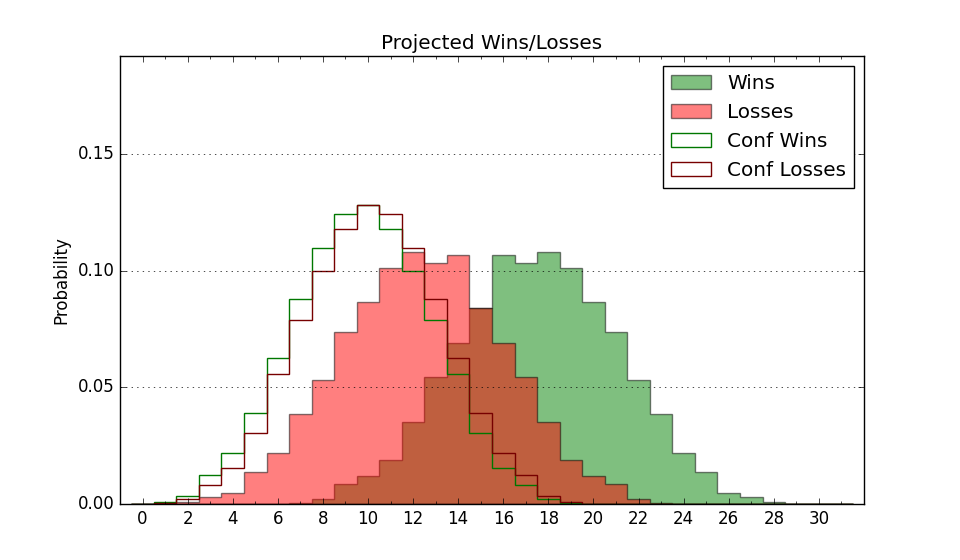 Projected Wins/Losses
Wins
Losses
Conf Wins
Conf Losses
Probability
0.15
0.10
0.05
0.00
0 2 4 6 8 10 12 14 16 18 20 22 24 26 28 30